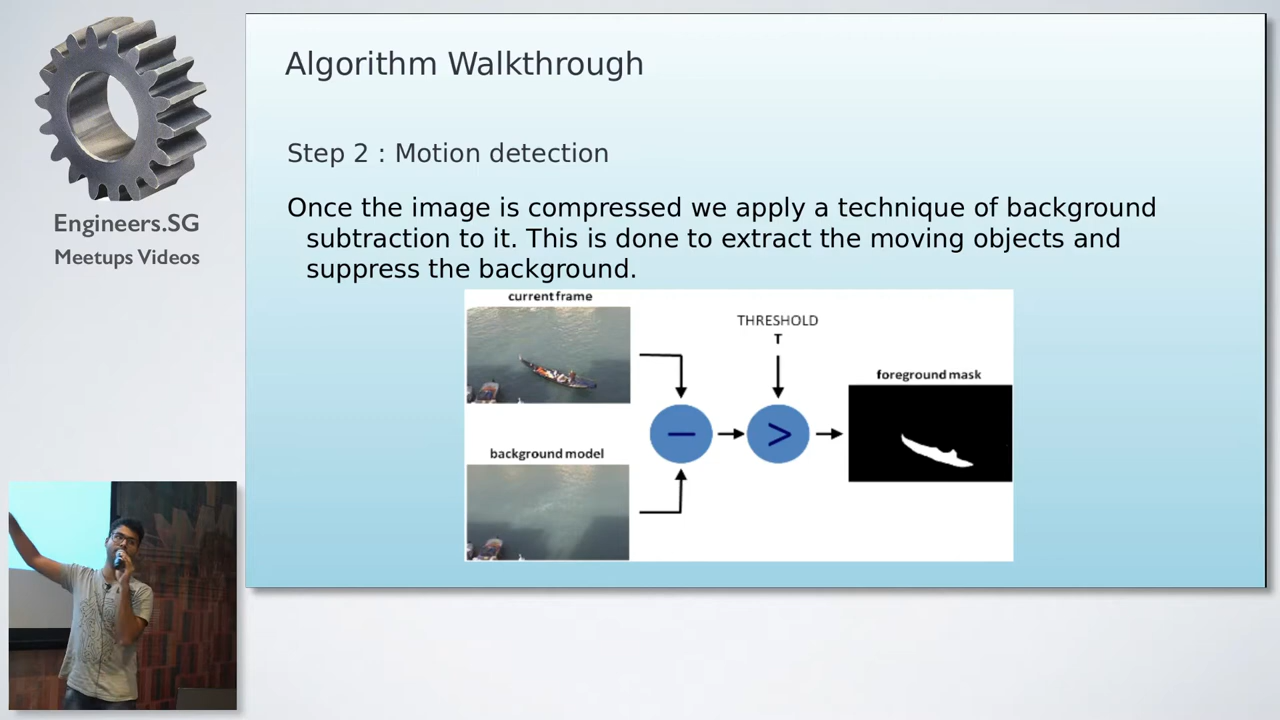 Algorithm Walkthrough
Step 2 : Motion detection
Once the image is compressed we apply a technique of background
subtraction to it. This is done to extract the moving objects and
suppress the background.
current frame
THRESHOLD
T
foreground mask
background model
−
>
Engineers.SG
Meetups Videos